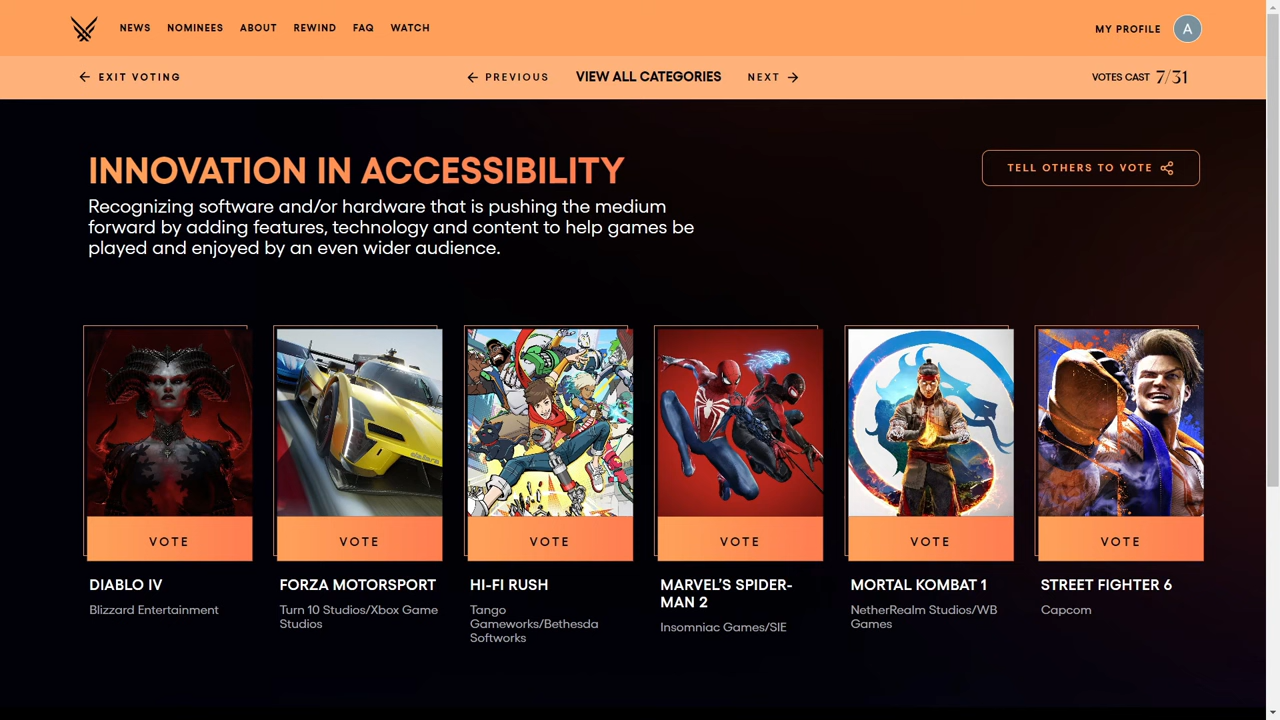 NEWS NOMINEES ABOUT REWIND FAQ WATCH MY PROFILE A
EXIT VOTING PREVIOUS VIEW ALL CATEGORIES NEXT VOTES CAST 7/31
INNOVATION IN ACCESSIBILITY
TELL OTHERS TO VOTE
Recognizing software and/or hardware that is pushing the medium
forward by adding features, technology and content to help games be
played and enjoyed by an even wider audience.
VOTE VOTE VOTE VOTE VOTE VOTE
DIABLO IV
Blizzard Entertainment
FORZA MOTORSPORT
Turn 10 Studios/Xbox Game
Studios
HI-FI RUSH
Tango
Gameworks/Bethesda
Softworks
MARVEL’S SPIDER-
MAN 2
Insomniac Games/SIE
MORTAL KOMBAT 1
NetherRealm Studios/WB
Games
STREET FIGHTER 6
Capcom